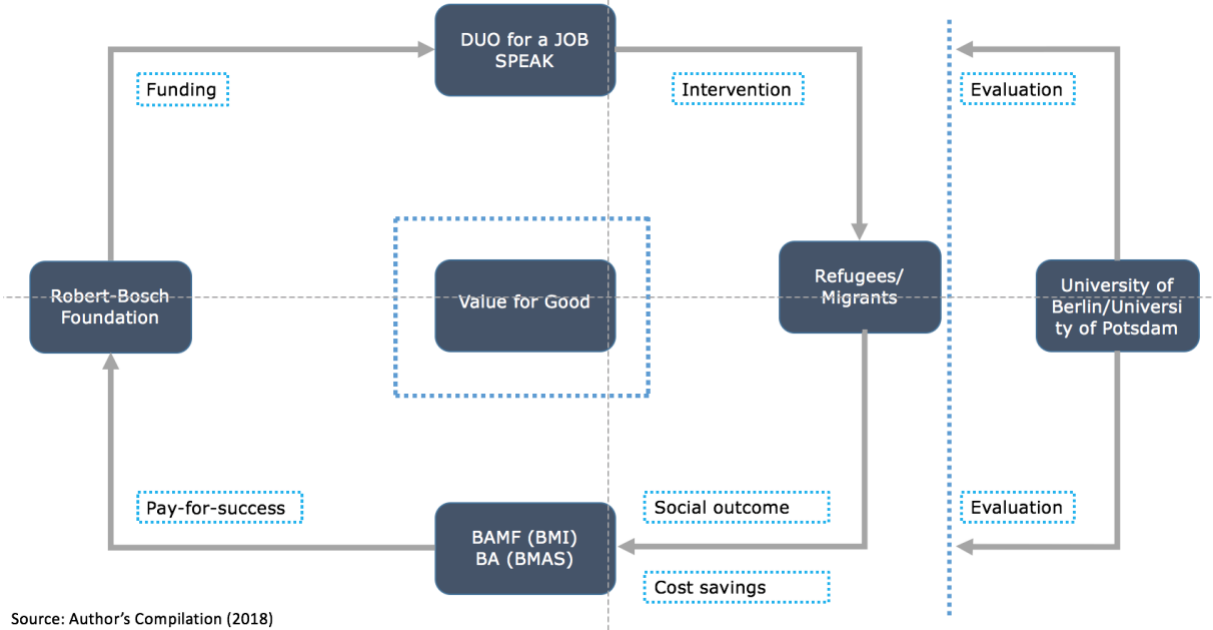 DUO for a JOB
SPEAK
Funding
Intervention
Evaluation
Robert-Bosch
Foundation
Value for Good
Refugees/
Migrants
University of
Berlin/Universi
ty of Potsdam
Pay-for-success
BAMF (BMI)
BA (BMAS)
Social outcome
Cost savings
Evaluation
Source: Author's Compilation (2018)